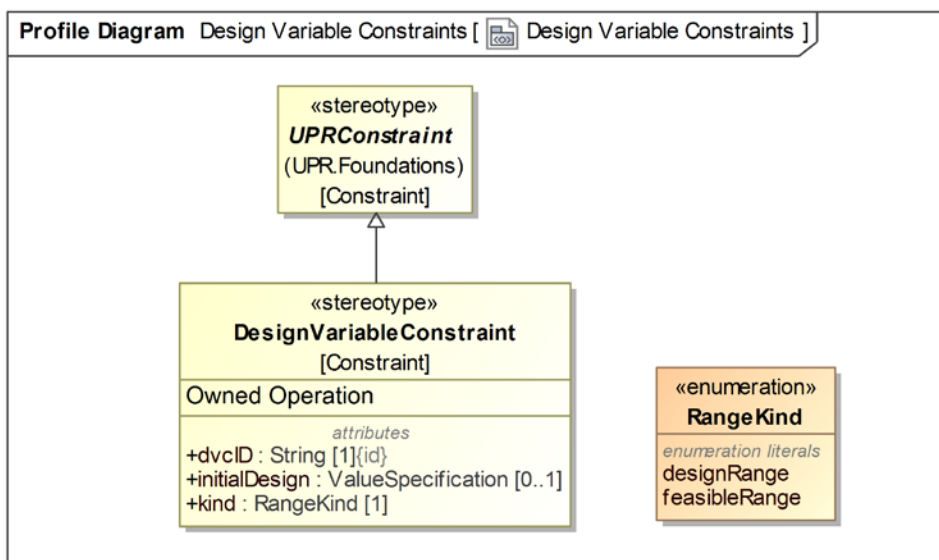 Profile Diagram Design Variable Constraints [ Design Variable Constraints ]
«stereotype»
UPRConstraint
(UPR.Foundations)
[Constraint]
«stereotype»
DesignVariableConstraint
[Constraint]
Owned Operation
attributes
+dvcID : String [1]{id}
+initialDesign : ValueSpecification [0..1]
+kind : RangeKind [1]
«enumeration»
RangeKind
enumeration literals
designRange
feasibleRange